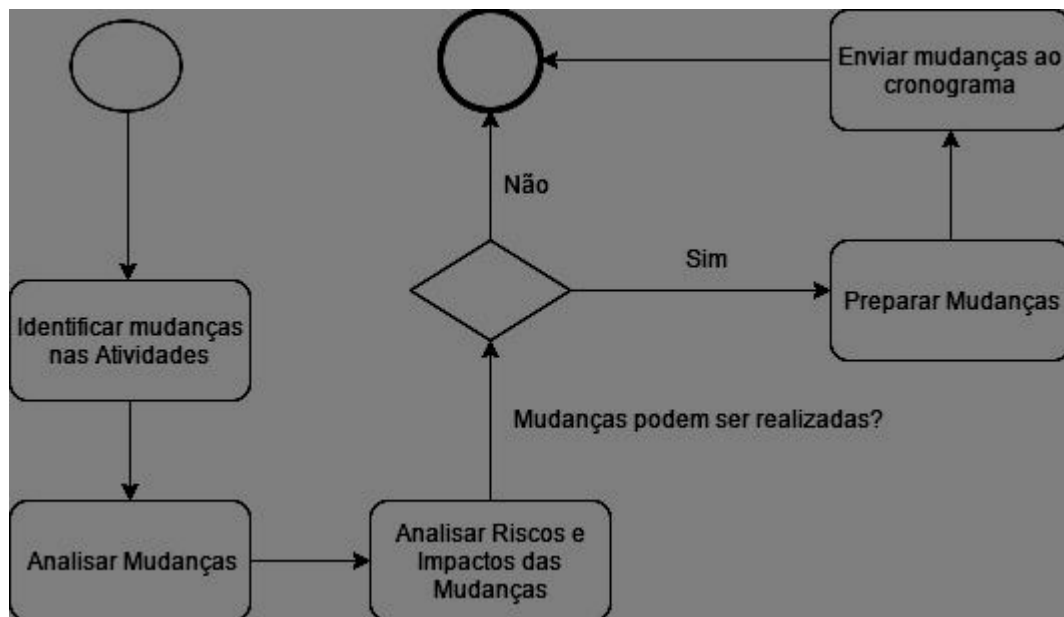 Identificar mudanças
nas Atividades
Analisar Mudanças
Analisar Riscos e
Impactos das
Mudanças
Mudanças podem ser realizadas?
Não
Sim
Preparar Mudanças
Enviar mudanças ao
cronograma